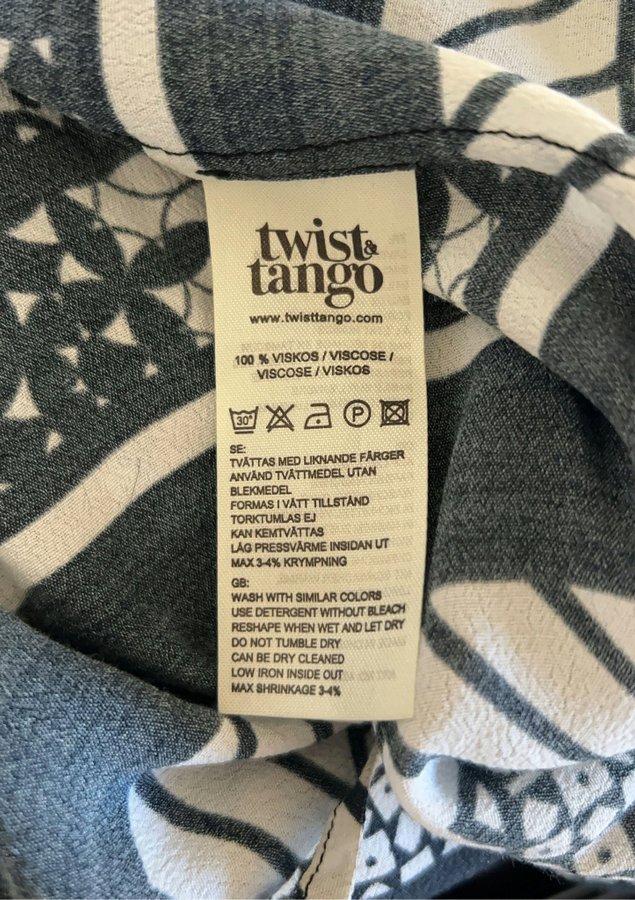 twist &
tango
www.twisttango.com
100 % VISKOS / VISCOSE /
VISCOSE / VISKOS
30°
P
SE:
TVÄTTAS MED LIKNANDE FÄRGER
ANVÄND TVÄTTMEDEL UTAN
BLEKMEDEL
FORMAS I VÅTT TILLSTÅND
TORKTUMLAS EJ
KAN KEMTVÄTTAS
LÅG PRESSVÄRME INSIDAN UT
MAX 3-4% KRYMPNING
GB:
WASH WITH SIMILAR COLORS
USE DETERGENT WITHOUT BLEACH
RESHAPE WHEN WET AND LET DRY
DO NOT TUMBLE DRY
CAN BE DRY CLEANED
LOW IRON INSIDE OUT
MAX SHRINKAGE 3-4%